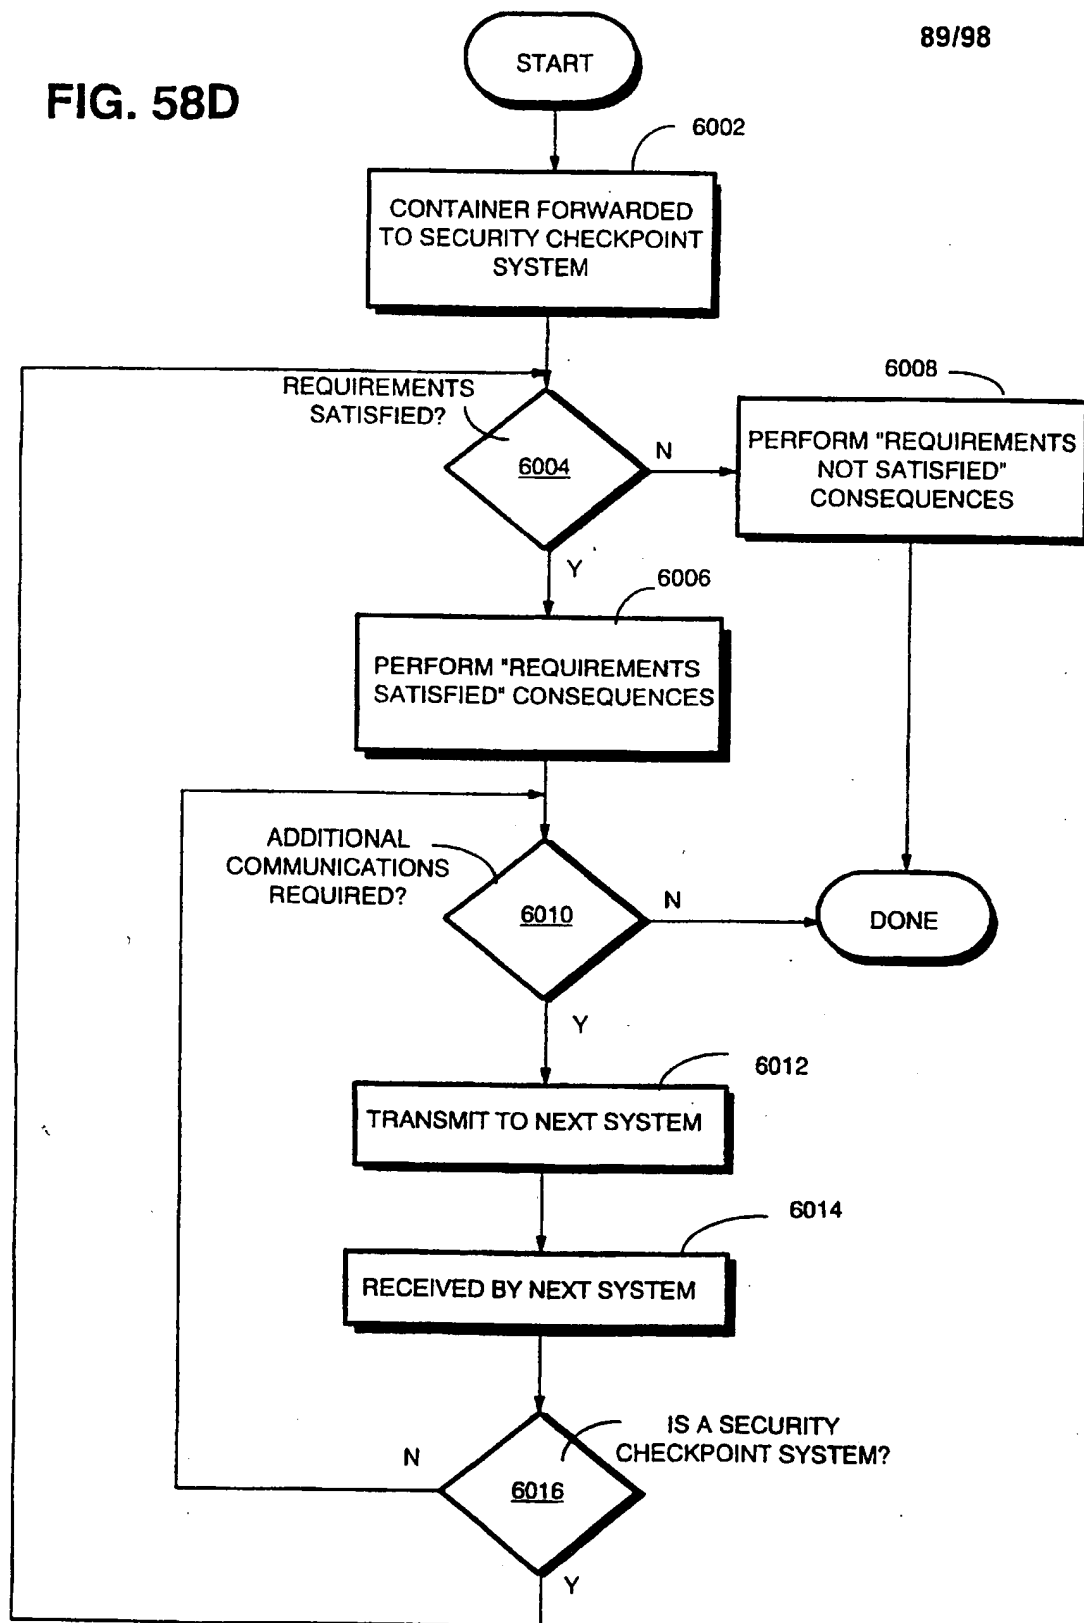 89/98
START
FIG. 58D
6002
CONTAINER FORWARDED
TO SECURITY CHECKPOINT
SYSTEM
REQUIREMENTS
SATISFIED?
6004
N
6008
PERFORM "REQUIREMENTS
NOT SATISFIED"
CONSEQUENCES
Y
6006
PERFORM "REQUIREMENTS
SATISFIED" CONSEQUENCES
ADDITIONAL
COMMUNICATIONS
REQUIRED?
6010
N
DONE
Y
6012
TRANSMIT TO NEXT SYSTEM
6014
RECEIVED BY NEXT SYSTEM
IS A SECURITY
CHECKPOINT SYSTEM?
N
6016
Y